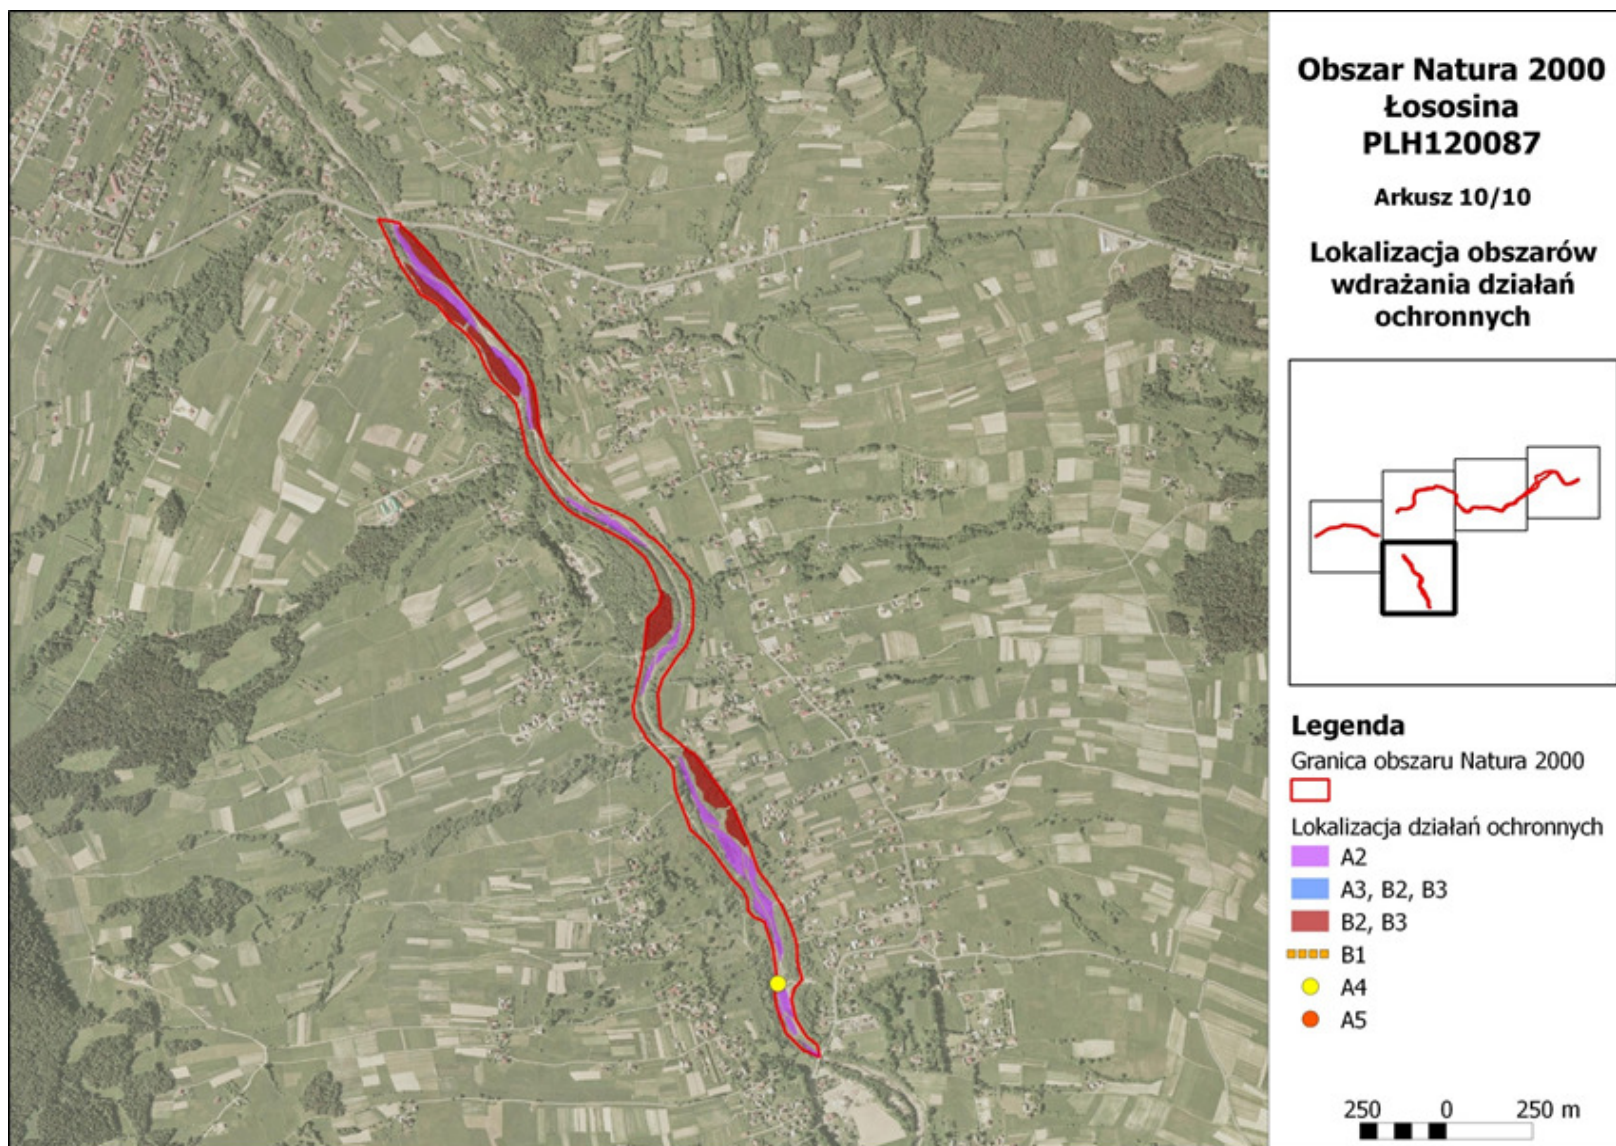 Obszar Natura 2000
Łososina
PLH120087
Arkusz 10/10
Lokalizacja obszarów
wdrażania działań
ochronnych
Legenda
Granica obszaru Natura 2000
Lokalizacja działań ochronnych
A2
A3, B2, B3
B2, B3
B1
A4
A5
250 0 250 m